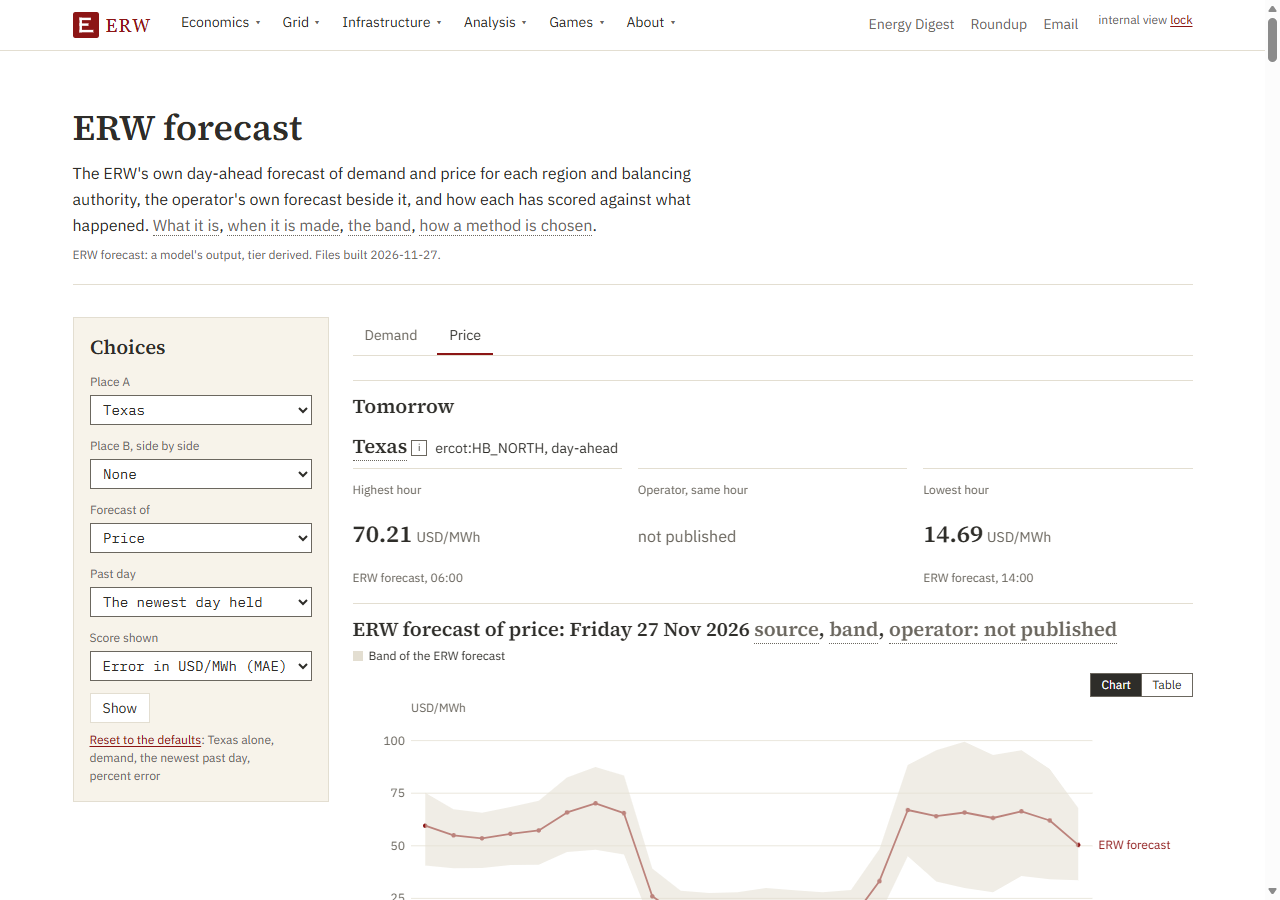 E ERW Economics Grid Infrastructure Analysis Games About Energy Digest Roundup Email internal view lock
ERW forecast
The ERW's own day-ahead forecast of demand and price for each region and balancing
authority, the operator's own forecast beside it, and how each has scored against what
happened. What it is, when it is made, the band, how a method is chosen.
ERW forecast: a model's output, tier derived. Files built 2026-11-27.
Choices
Place A
Texas
Place B, side by side
None
Forecast of
Price
Past day
The newest day held
Score shown
Error in USD/MWh (MAE)
Show
Reset to the defaults: Texas alone,
demand, the newest past day,
percent error
Demand Price
Tomorrow
Texas i ercot:HB_NORTH, day-ahead
Highest hour Operator, same hour Lowest hour
70.21 USD/MWh not published 14.69 USD/MWh
ERW forecast, 06:00 ERW forecast, 14:00
ERW forecast of price: Friday 27 Nov 2026 source, band, operator: not published
Band of the ERW forecast
Chart Table
USD/MWh
100
75
50
25
ERW forecast